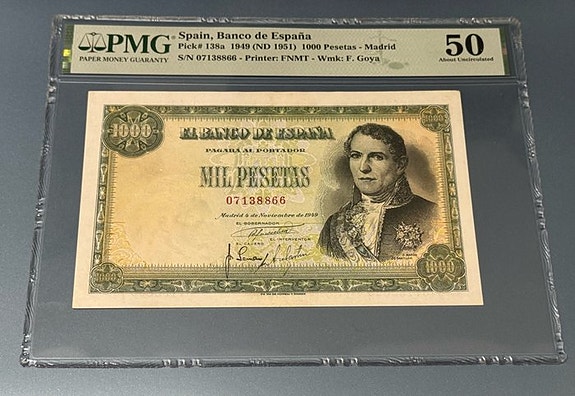 PMG
PAPER MONEY GUARANTY
Spain, Banco de España
Pick# 138a 1949 (ND 1951) 1000 Pesetas - Madrid
S/N 07138866 - Printer: FNMT - Wmk: F. Goya
50
About Uncirculated
1000
1000
EL BANCO DE ESPAÑA
PAGARÁ AL PORTADOR
MIL PESETAS
07138866
Madrid 4 de Noviembre de 1949
EL GOBERNADOR
EL CAJERO
EL INTERVENTOR
1000
1000